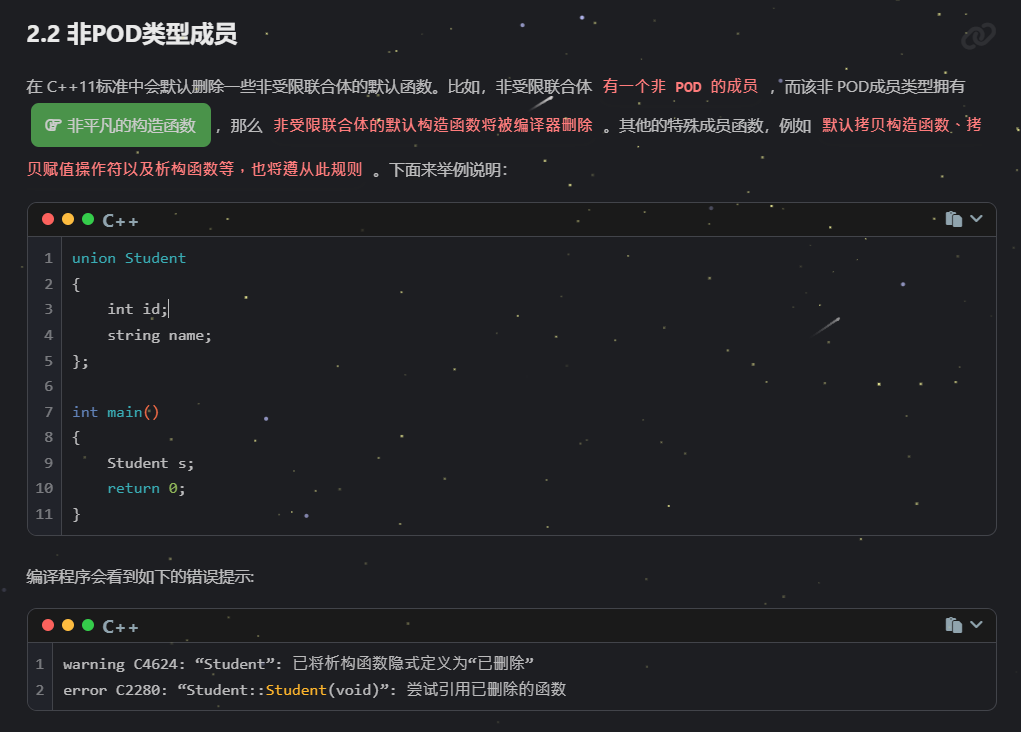 2.2 非POD类型成员
在 C++11标准中会默认删除一些非受限联合体的默认函数。比如，非受限联合体 有一个非 POD 的成员 ，而该非 POD成员类型拥有
非平凡的构造函数 ，那么 非受限联合体的默认构造函数将被编译器删除 。其他的特殊成员函数，例如 默认拷贝构造函数、拷
贝赋值操作符以及析构函数等，也将遵从此规则 。下面来举例说明：
C++
1 union Student
2 {
3     int id;
4     string name;
5 };
6
7 int main()
8 {
9     Student s;
10     return 0;
11 }
编译程序会看到如下的错误提示:
C++
1 warning C4624: “Student”: 已将析构函数隐式定义为“已删除”
2 error C2280: “Student::Student(void)”: 尝试引用已删除的函数